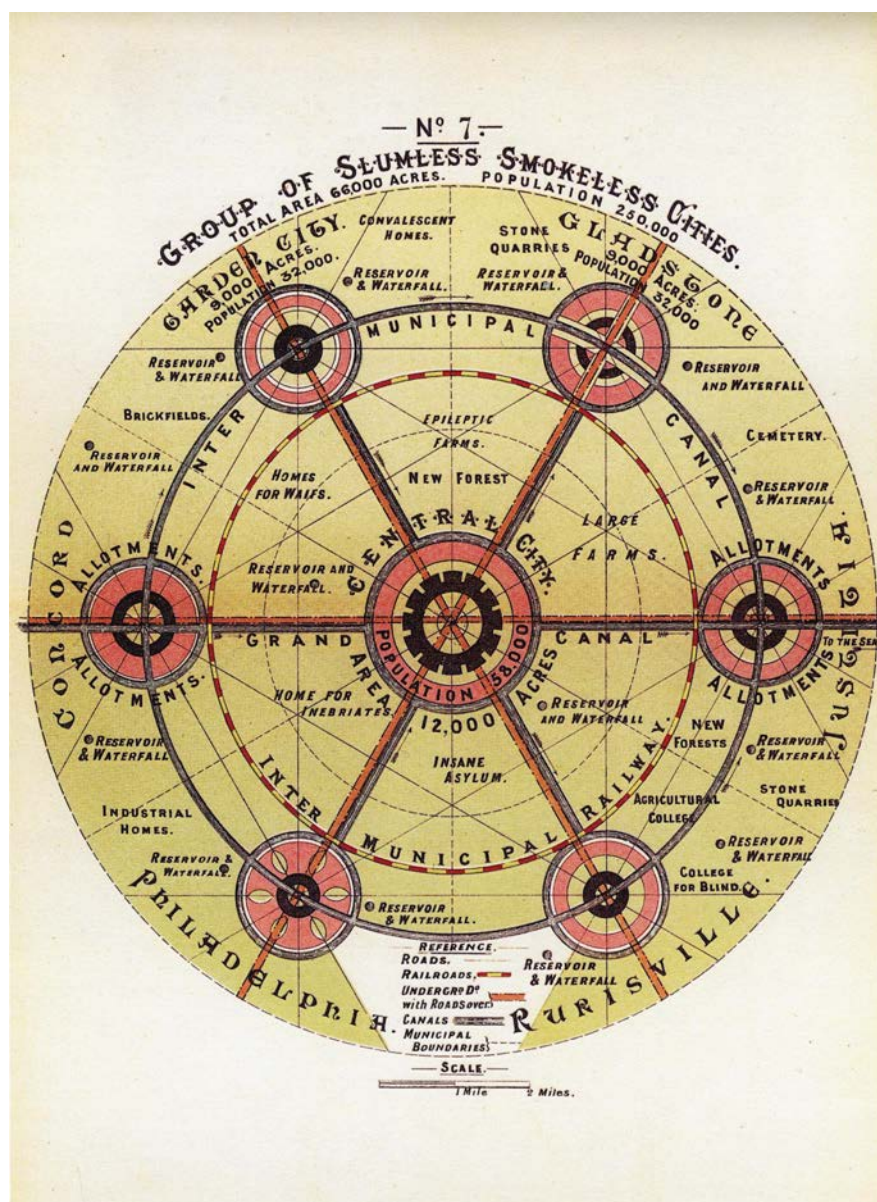 — Nº 7. —
GROUP OF SLUMLESS SMOKELESS CITIES.
TOTAL AREA 66,000 ACRES. POPULATION 250,000
GARDEN CITY.
9,000 ACRES.
POPULATION 32,000.
CONVALESCENT
HOMES.
STONE
QUARRIES
GLADSTONE
9,000 ACRES.
POPULATION
32,000
RESERVOIR
& WATERFALL.
RESERVOIR &
WATERFALL.
INTER MUNICIPAL CANAL
RESERVOIR
& WATERFALL
RESERVOIR
AND WATERFALL
BRICKFIELDS.
EPILEPTIC
FARMS.
CEMETERY.
RESERVOIR
AND WATERFALL
HOMES
FOR WAIFS.
NEW FOREST
RESERVOIR
& WATERFALL
LARGE
FARMS.
CENTRAL CITY.
CONCORD
ALLOTMENTS.
RESERVOIR AND
WATERFALL.
ALLOTMENTS
JUSTITIA
GRAND CANAL
TO THE SEA
POPULATION 58,000
AREA 12,000 ACRES
ALLOTMENTS.
ALLOTMENTS
HOME FOR
INEBRIATES.
RESERVOIR
AND WATERFALL
NEW
FORESTS
RESERVOIR
& WATERFALL
RESERVOIR
& WATERFALL
INSANE
ASYLUM.
STONE
QUARRIES
INTER MUNICIPAL RAILWAY.
AGRICULTURAL
COLLEGE
INDUSTRIAL
HOMES.
RESERVOIR
& WATERFALL
RESERVOIR &
WATERFALL
COLLEGE
FOR BLIND.
RESERVOIR
& WATERFALL.
PHILADELPHIA.
RURISVILLE.
REFERENCE.
ROADS.
RAILROADS.
UNDERGRD Dº
with ROADS over
CANALS
MUNICIPAL
BOUNDARIES
RESERVOIR
& WATERFALL
— SCALE. —
1 MILE 2 MILES.